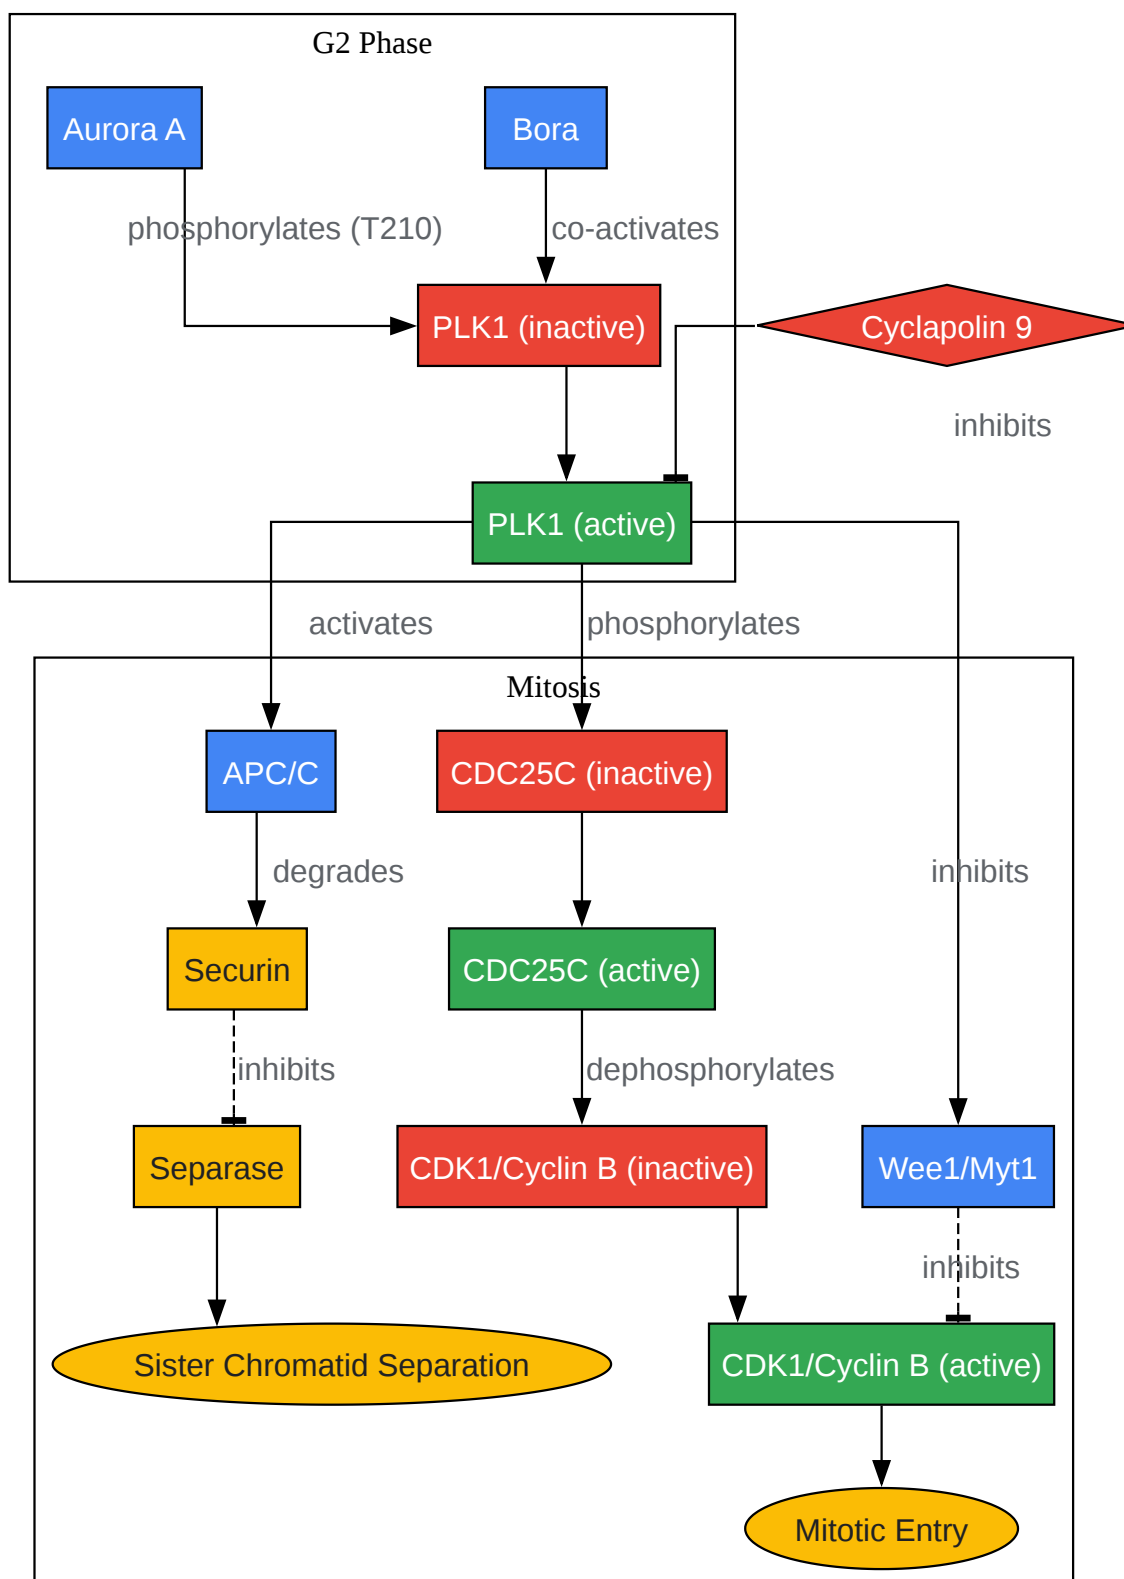 G2 Phase
Aurora A
Bora
phosphorylates (T210)
co-activates
PLK1 (inactive)
Cyclapolin 9
inhibits
PLK1 (active)
activates
phosphorylates
Mitosis
APC/C
CDC25C (inactive)
degrades
inhibits
Securin
CDC25C (active)
inhibits
dephosphorylates
Separase
CDK1/Cyclin B (inactive)
Wee1/Myt1
inhibits
Sister Chromatid Separation
CDK1/Cyclin B (active)
Mitotic Entry